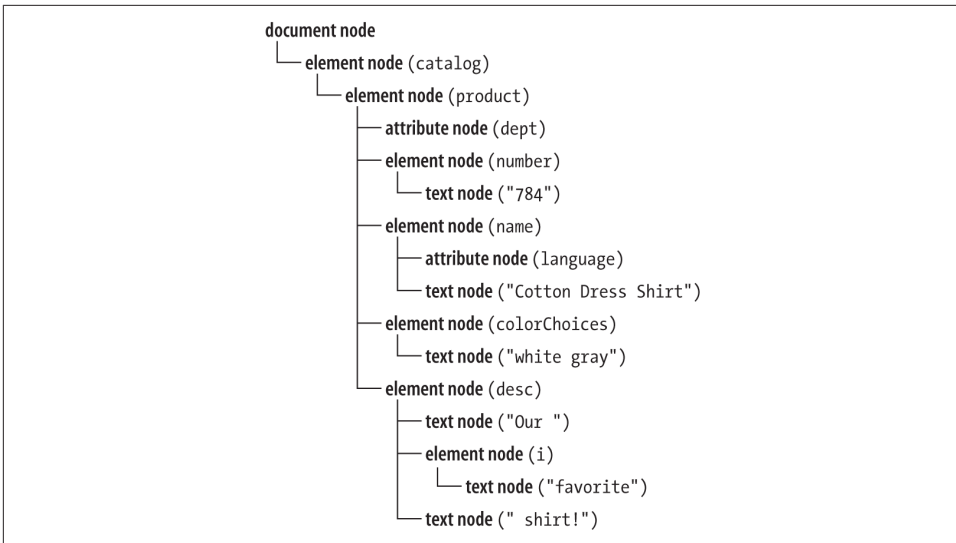 document node
element node (catalog)
element node (product)
attribute node (dept)
element node (number)
text node ("784")
element node (name)
attribute node (language)
text node ("Cotton Dress Shirt")
element node (colorChoices)
text node ("white gray")
element node (desc)
text node ("Our ")
element node (i)
text node ("favorite")
text node (" shirt!")